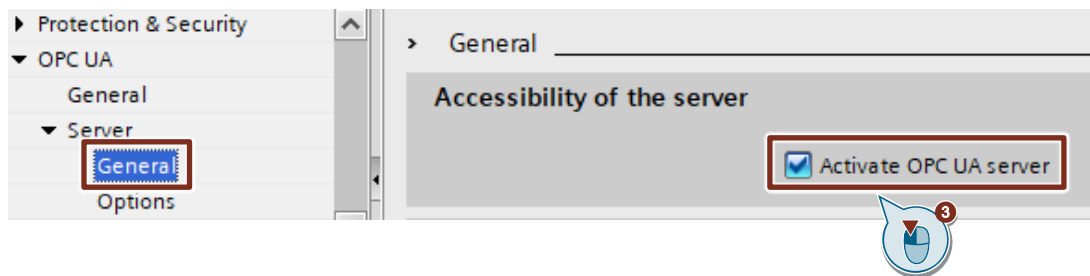 Protection & Security
OPC UA
General
Server
General
Options
General
Accessibility of the server
Activate OPC UA server
3